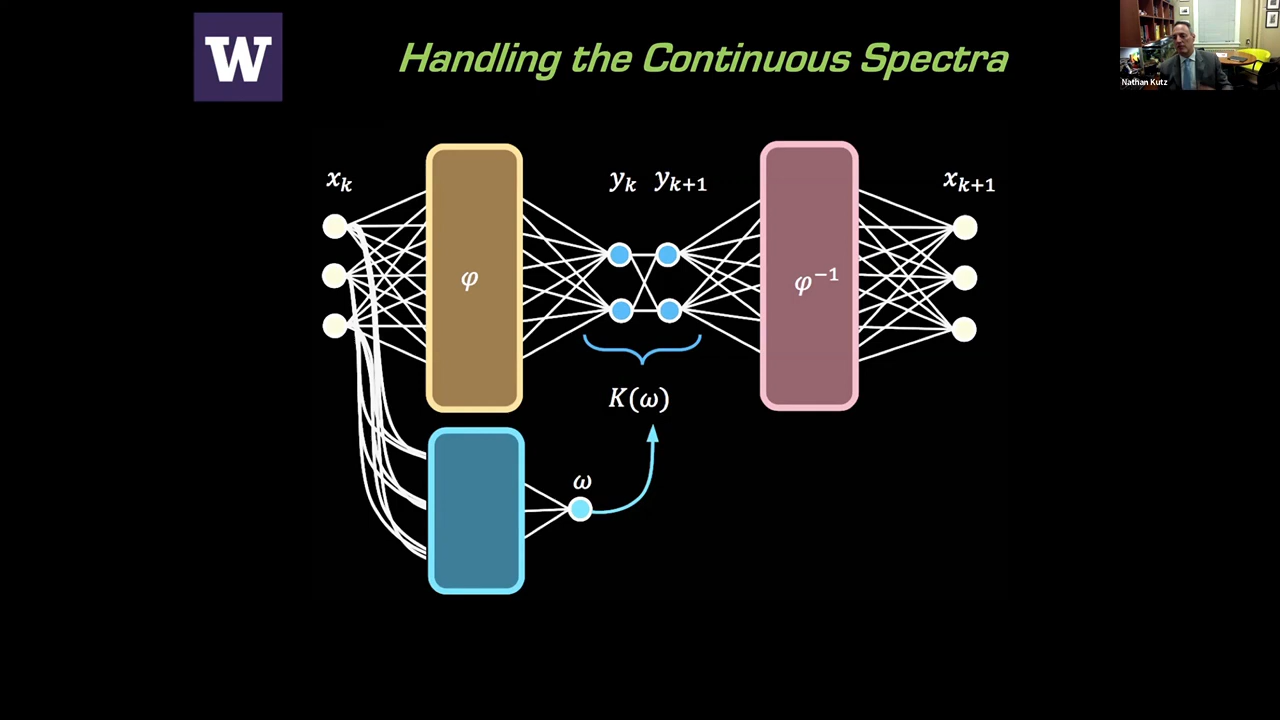 W
Handling the Continuous Spectra
Nathan Kutz
x_k
y_k y_{k+1}
x_{k+1}
φ
φ^{-1}
K(ω)
ω